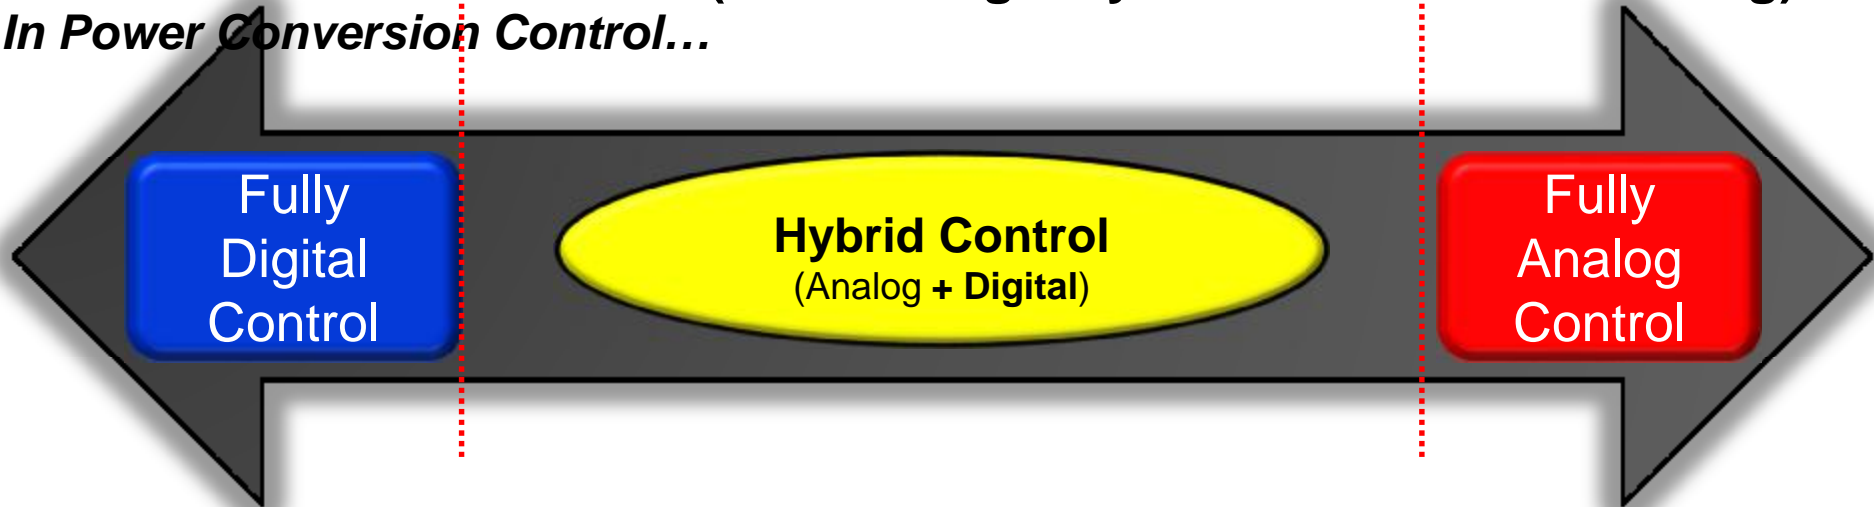 In Power Conversion Control…
Fully
Digital
Control
Hybrid Control
(Analog + Digital)
Fully
Analog
Control